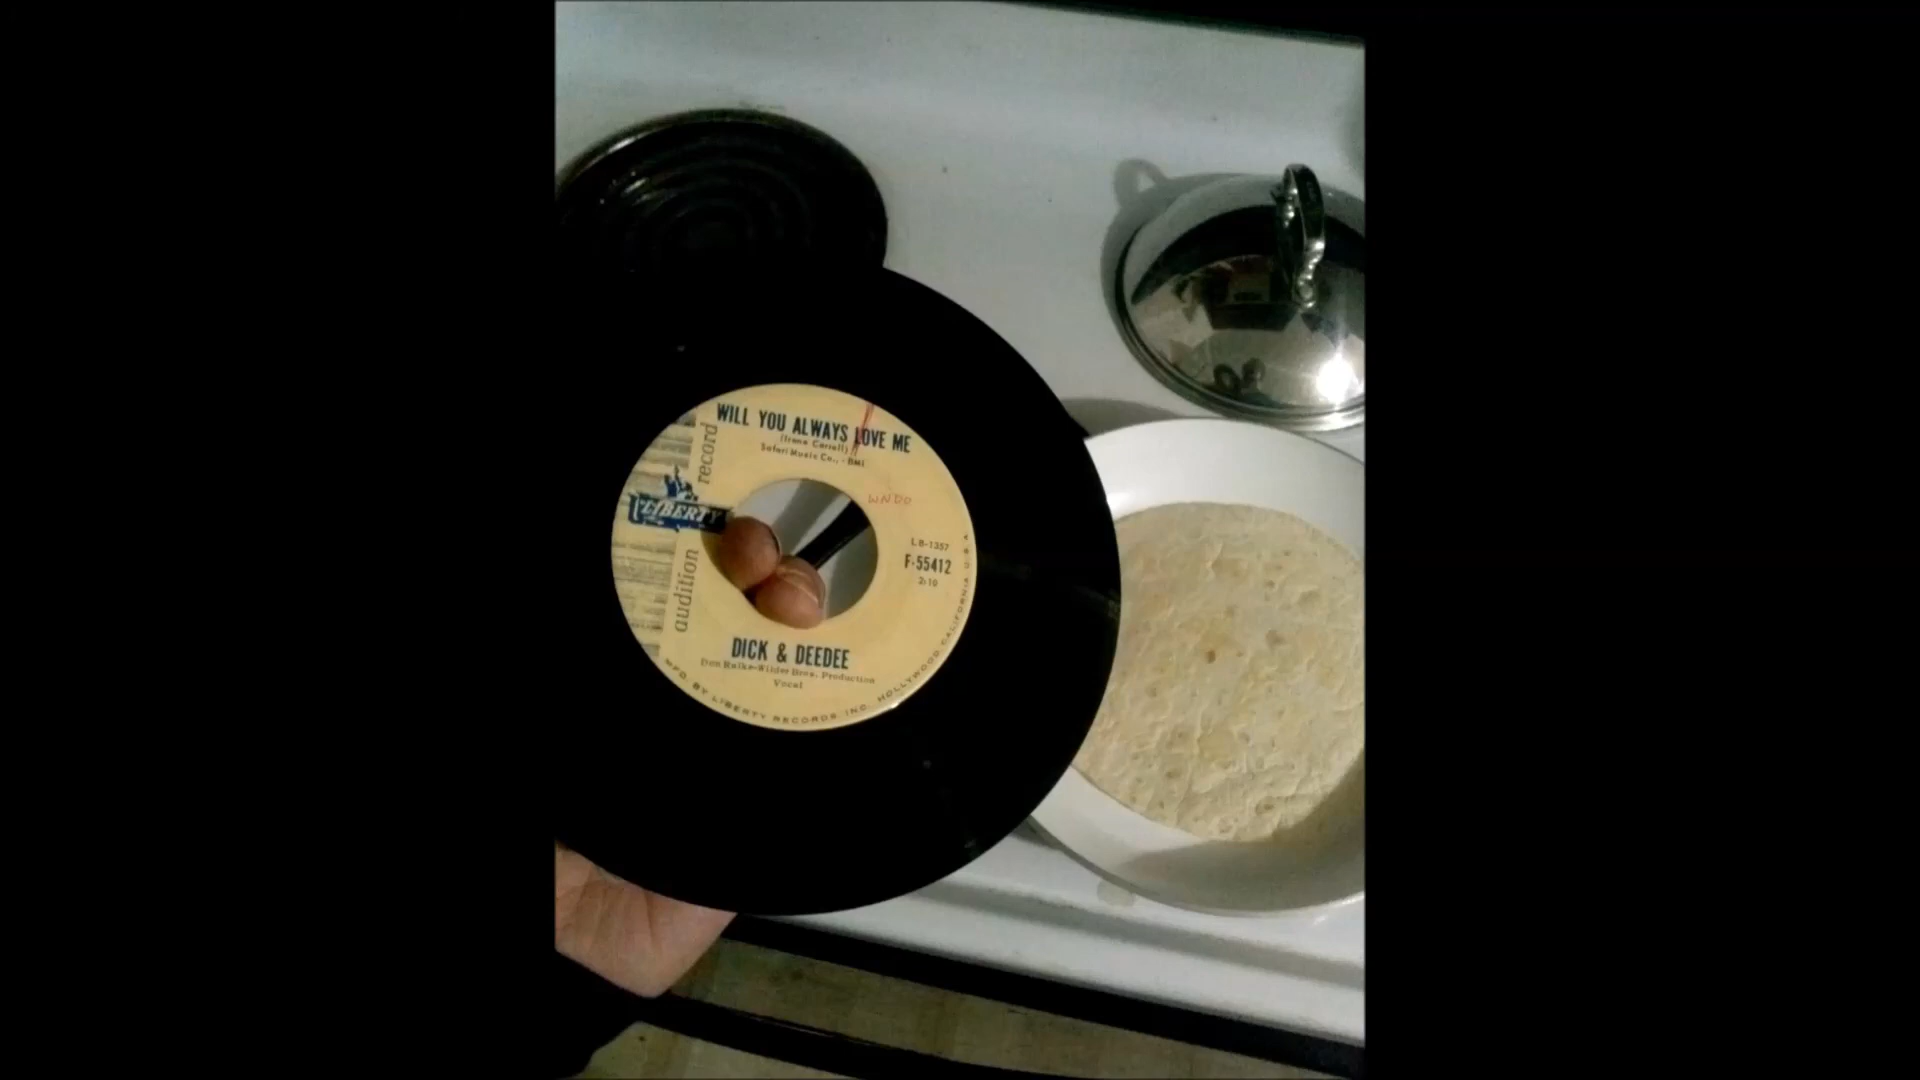 WILL YOU ALWAYS LOVE ME
(Irene Carroll)
Safari Music Co., - BMI
audition record
LIBERTY
WNDO
LB-1357
F-55412
2:10
DICK & DEEDEE
Don Ralke-Wilder Bros. Production
Vocal
MFD. BY LIBERTY RECORDS INC. HOLLYWOOD, CALIFORNIA U.S.A.